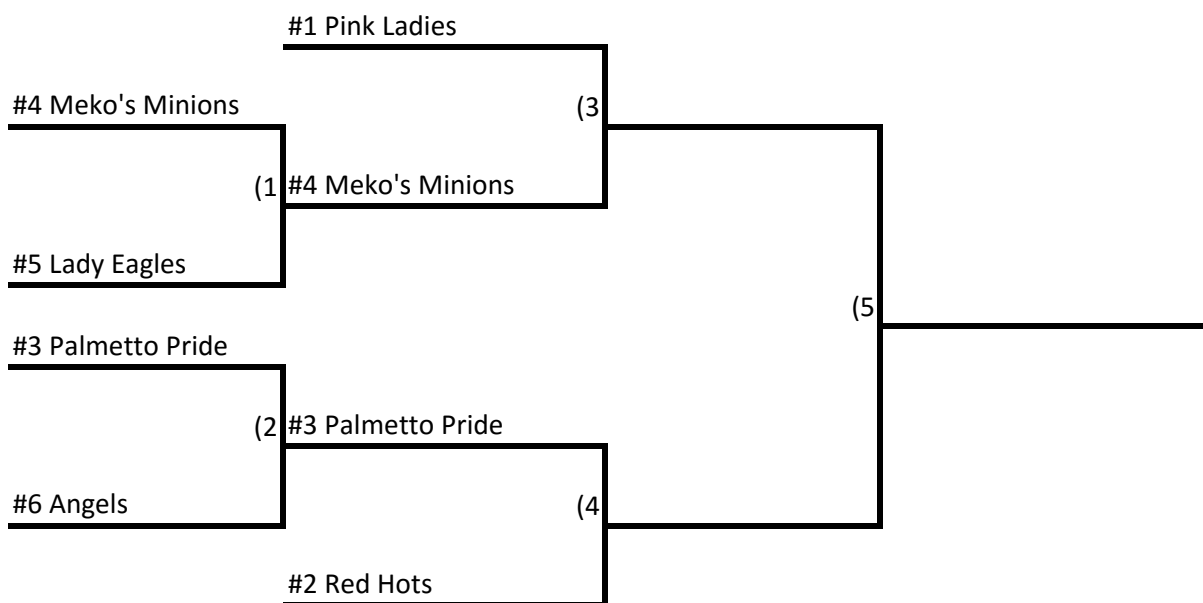 #1 Pink Ladies
#4 Meko's Minions
(3
(1
#4 Meko's Minions
#5 Lady Eagles
(5
#3 Palmetto Pride
(2
#3 Palmetto Pride
#6 Angels
(4
#2 Red Hots